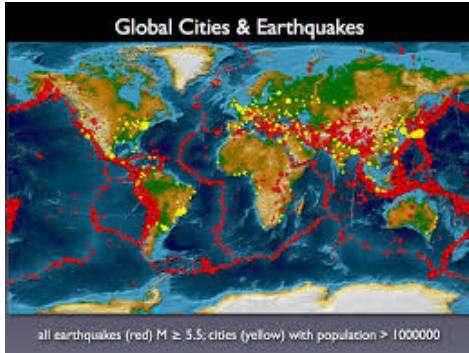 Global Cities & Earthquakes
all earthquakes (red) M ≥ 5.5; cities (yellow) with population > 1000000